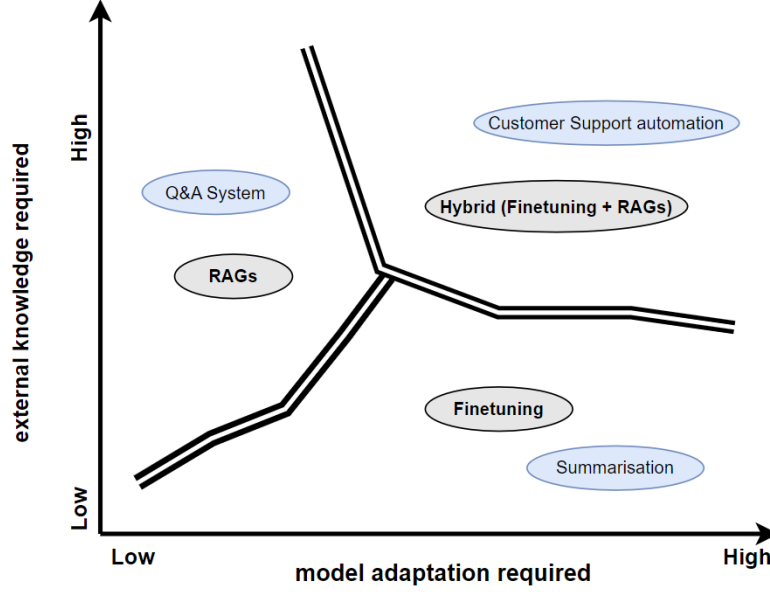 external knowledge required
High
Low
Customer Support automation
Q&A System
Hybrid (Finetuning + RAGs)
RAGs
Finetuning
Summarisation
Low
High
model adaptation required